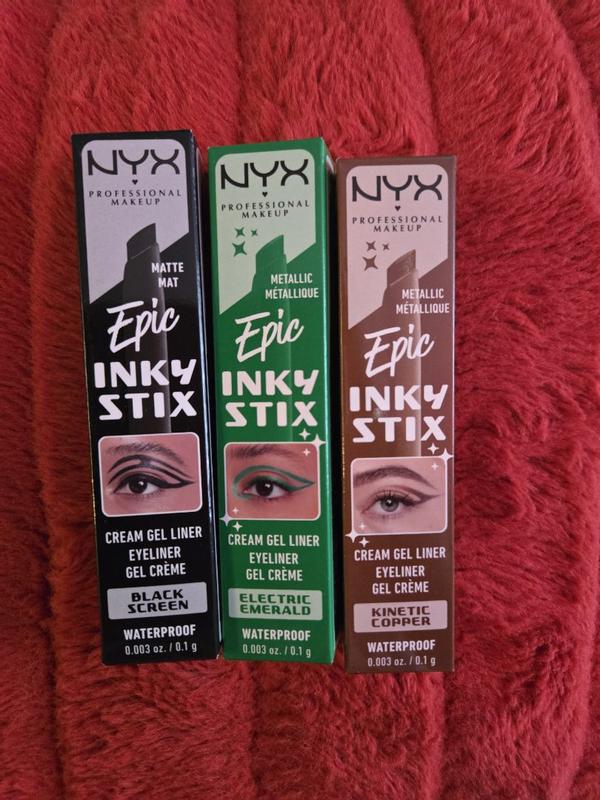 NYX
PROFESSIONAL
MAKEUP
MATTE
MAT
Epic
INKY
STIX
CREAM GEL LINER
EYELINER
GEL CRÈME
BLACK
SCREEN
WATERPROOF
0.003 oz. / 0.1 g
NYX
PROFESSIONAL
MAKEUP
METALLIC
MÉTALLIQUE
Epic
INKY
STIX
CREAM GEL LINER
EYELINER
GEL CRÈME
ELECTRIC
EMERALD
WATERPROOF
0.003 oz. / 0.1 g
NYX
PROFESSIONAL
MAKEUP
METALLIC
MÉTALLIQUE
Epic
INKY
STIX
CREAM GEL LINER
EYELINER
GEL CRÈME
KINETIC
COPPER
WATERPROOF
0.003 oz. / 0.1 g